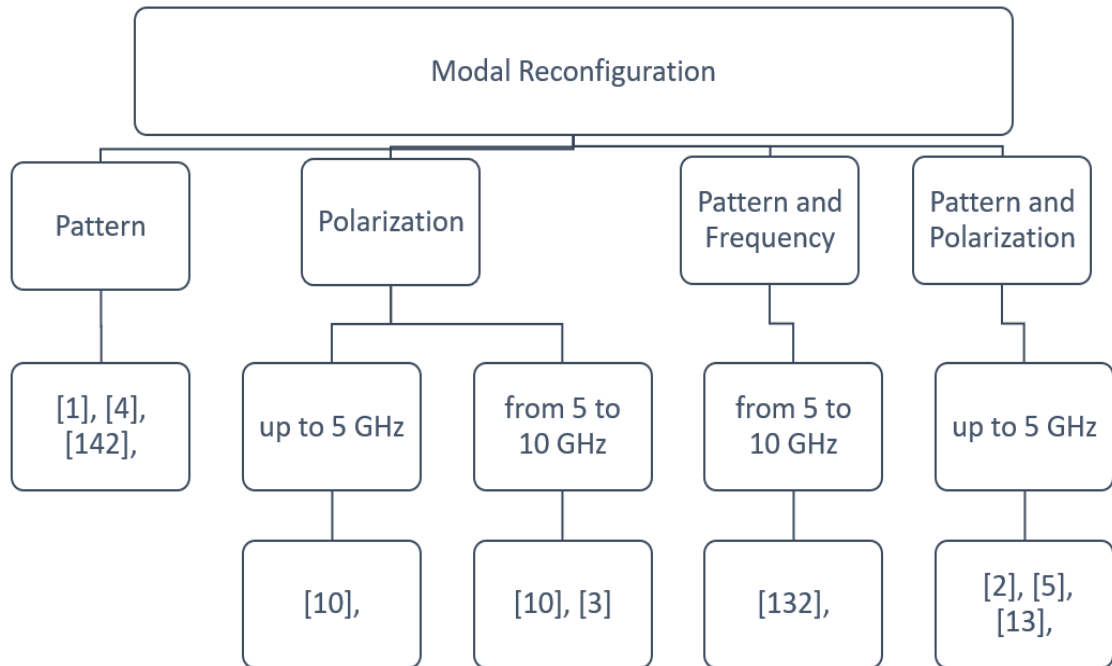 Modal Reconfiguration
Pattern
Polarization
Pattern and
Frequency
Pattern and
Polarization
[1], [4],
[142],
up to 5 GHz
from 5 to
10 GHz
from 5 to
10 GHz
up to 5 GHz
[10],
[10], [3]
[132],
[2], [5],
[13],